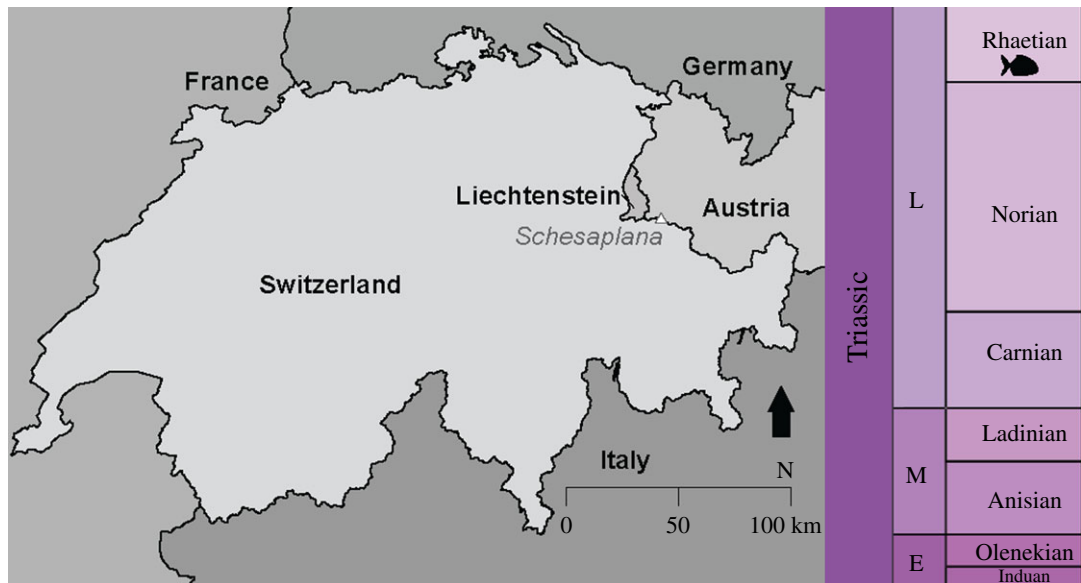 France
Germany
Liechtenstein
Austria
Schesaplana
Switzerland
Italy
N
0 50 100 km
Triassic
L
M
E
Rhaetian
Norian
Carnian
Ladinian
Anisian
Olenekian
Induan